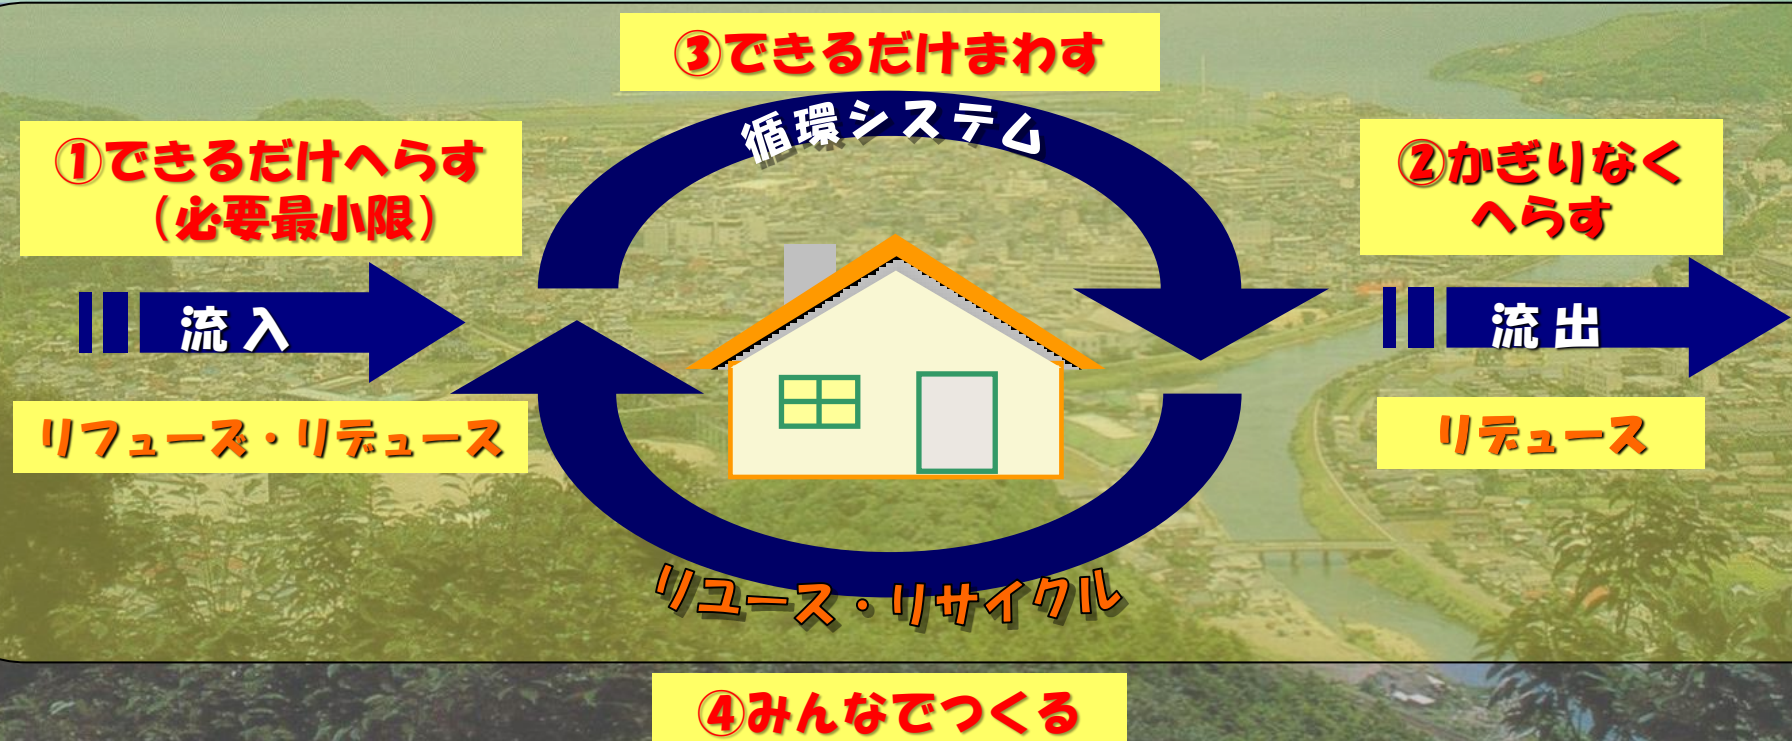 ③できるだけまわす
循環システム
①できるだけへらす
(必要最小限)
流入
リフューズ・リデュース
②かぎりなく
へらす
流出
リデュース
リユース・リサイクル
④みんなでつくる